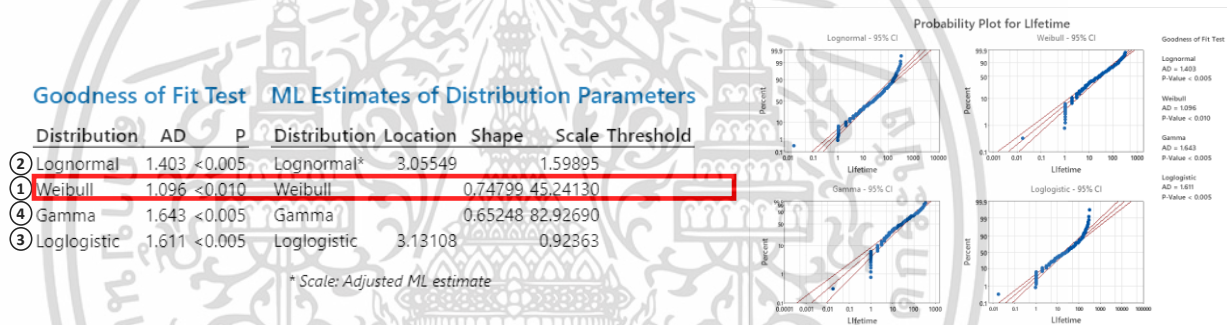 Goodness of Fit Test ML Estimates of Distribution Parameters
Distribution AD P Distribution Location Shape Scale Threshold
② Lognormal 1.403 <0.005 Lognormal* 3.05549 1.59895
① Weibull 1.096 <0.010 Weibull 0.74799 45.24130
④ Gamma 1.643 <0.005 Gamma 0.65248 82.92690
③ Loglogistic 1.611 <0.005 Loglogistic 3.13108 0.92363
* Scale: Adjusted ML estimate
Probability Plot for Lifetime
Lognormal - 95% CI
Weibull - 95% CI
Percent
Percent
Lifetime
Lifetime
Gamma - 95% CI
Loglogistic - 95% CI
Percent
Percent
Lifetime
Lifetime
Goodness of Fit Test
Lognormal
AD = 1.403
P-Value < 0.005
Weibull
AD = 1.096
P-Value < 0.010
Gamma
AD = 1.643
P-Value < 0.005
Loglogistic
AD = 1.611
P-Value < 0.005